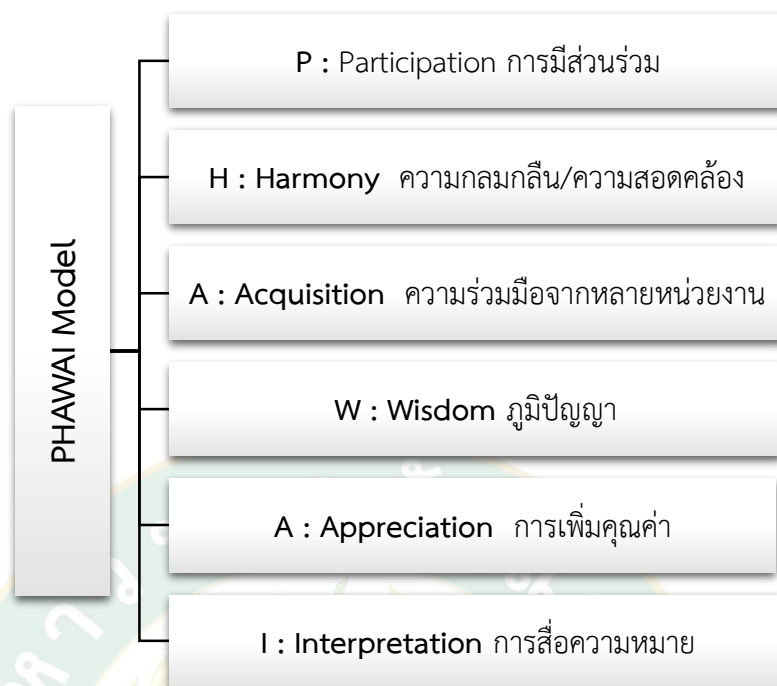 PHAWAI Model
P : Participation การมีส่วนร่วม
H : Harmony ความกลมกลืน/ความสอดคล้อง
A : Acquisition ความร่วมมือจากหลายหน่วยงาน
W : Wisdom ภูมิปัญญา
A : Appreciation การเพิ่มคุณค่า
I : Interpretation การสื่อความหมาย